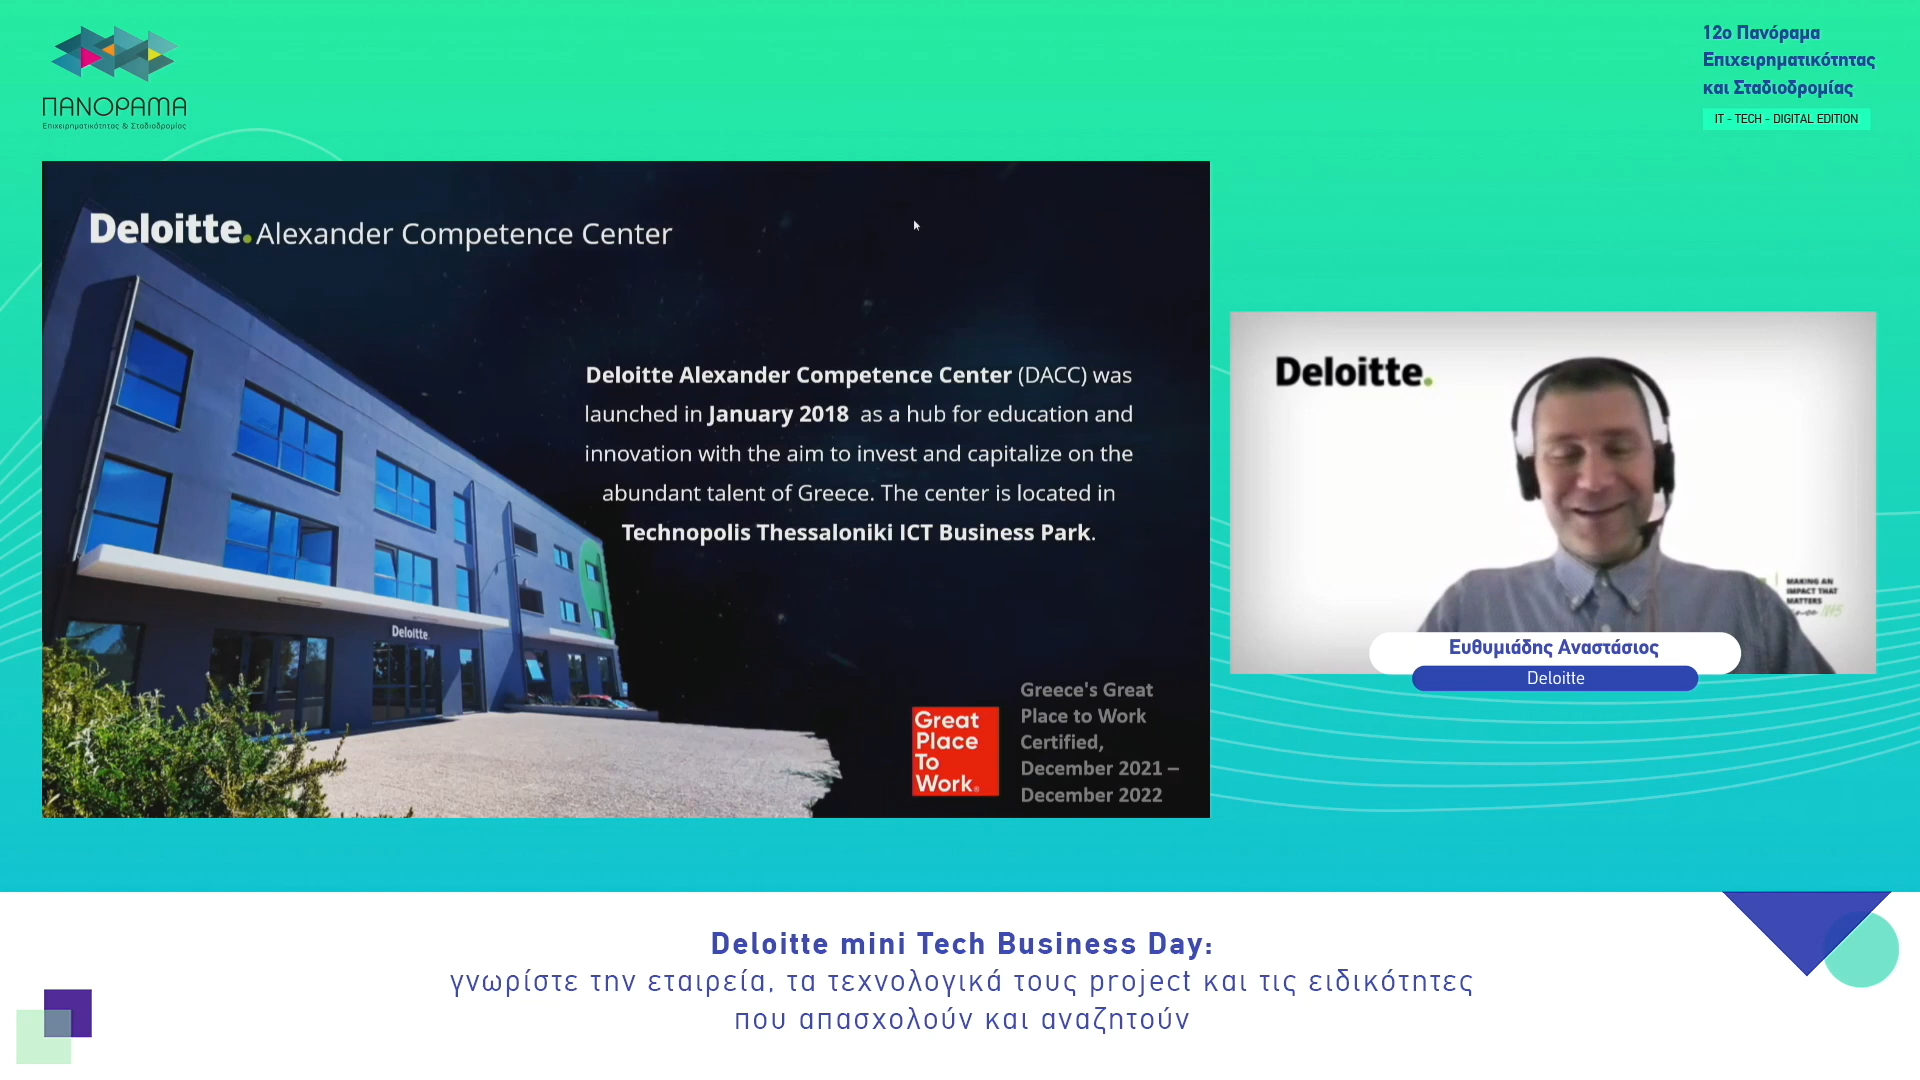 ΠΑΝΟΡΑΜΑ
Επιχειρηματικότητας & Σταδιοδρομίας
12ο Πανόραμα
Επιχειρηματικότητας
και Σταδιοδρομίας
IT - TECH - DIGITAL EDITION
Deloitte. Alexander Competence Center
Deloitte Alexander Competence Center (DACC) was
launched in January 2018 as a hub for education and
innovation with the aim to invest and capitalize on the
abundant talent of Greece. The center is located in
Technopolis Thessaloniki ICT Business Park.
Deloitte.
Great
Place
To
Work®
Greece's Great
Place to Work
Certified,
December 2021 –
December 2022
Deloitte.
MAKING AN
IMPACT THAT
MATTERS
Ευθυμιάδης Αναστάσιος
Deloitte
Deloitte mini Tech Business Day:
γνωρίστε την εταιρεία, τα τεχνολογικά τους project και τις ειδικότητες
που απασχολούν και αναζητούν